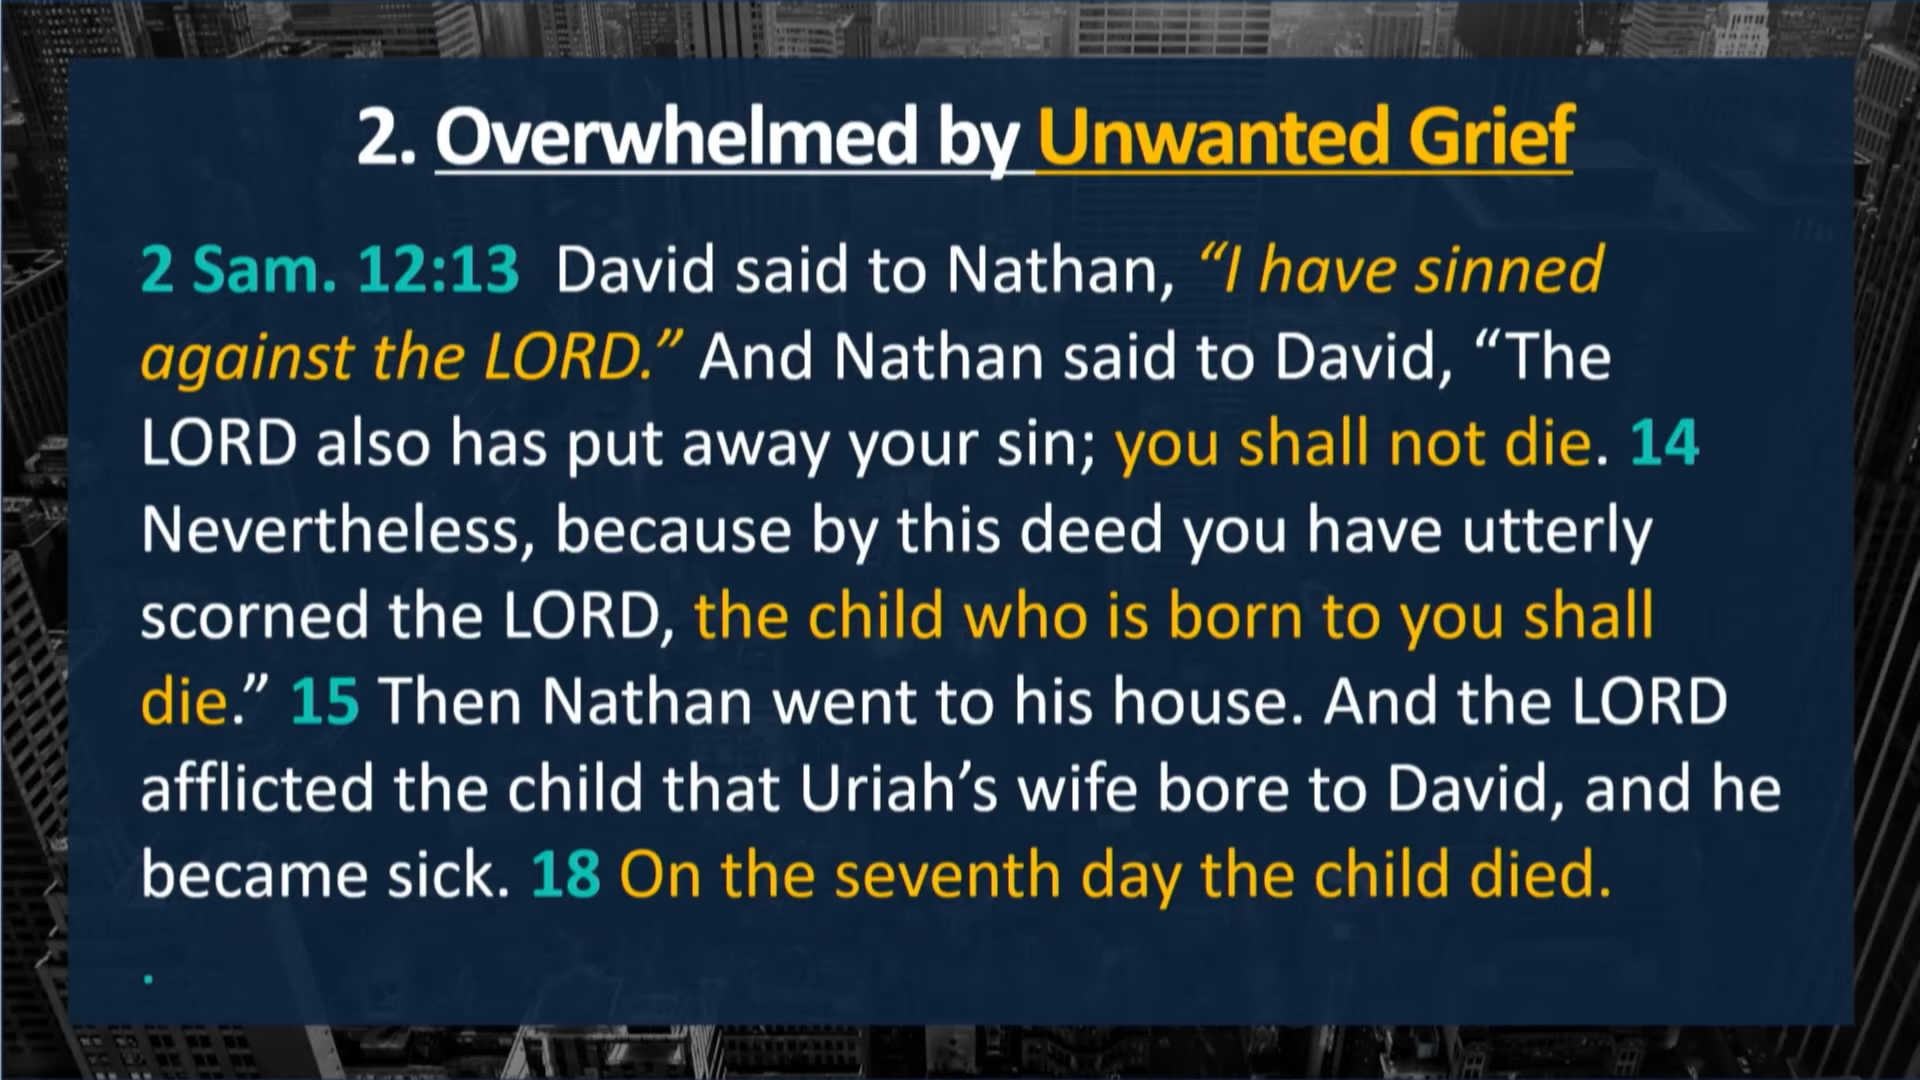 2. Overwhelmed by Unwanted Grief
2 Sam. 12:13 David said to Nathan, “I have sinned
against the LORD.” And Nathan said to David, “The
LORD also has put away your sin; you shall not die. 14
Nevertheless, because by this deed you have utterly
scorned the LORD, the child who is born to you shall
die.” 15 Then Nathan went to his house. And the LORD
afflicted the child that Uriah’s wife bore to David, and he
became sick. 18 On the seventh day the child died.
.